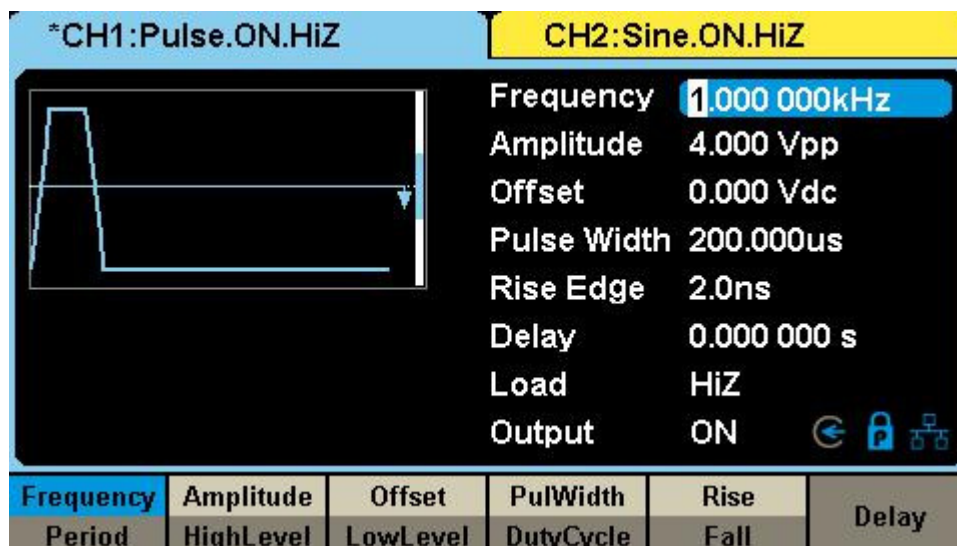 *CH1:Pulse.ON.HiZ CH2:Sine.ON.HiZ
Frequency 1.000 000kHz
Amplitude 4.000 Vpp
Offset 0.000 Vdc
Pulse Width 200.000us
Rise Edge 2.0ns
Delay 0.000 000 s
Load HiZ
Output ON P
Frequency Amplitude Offset PulWidth Rise Delay
Period HighLevel LowLevel DutyCycle Fall